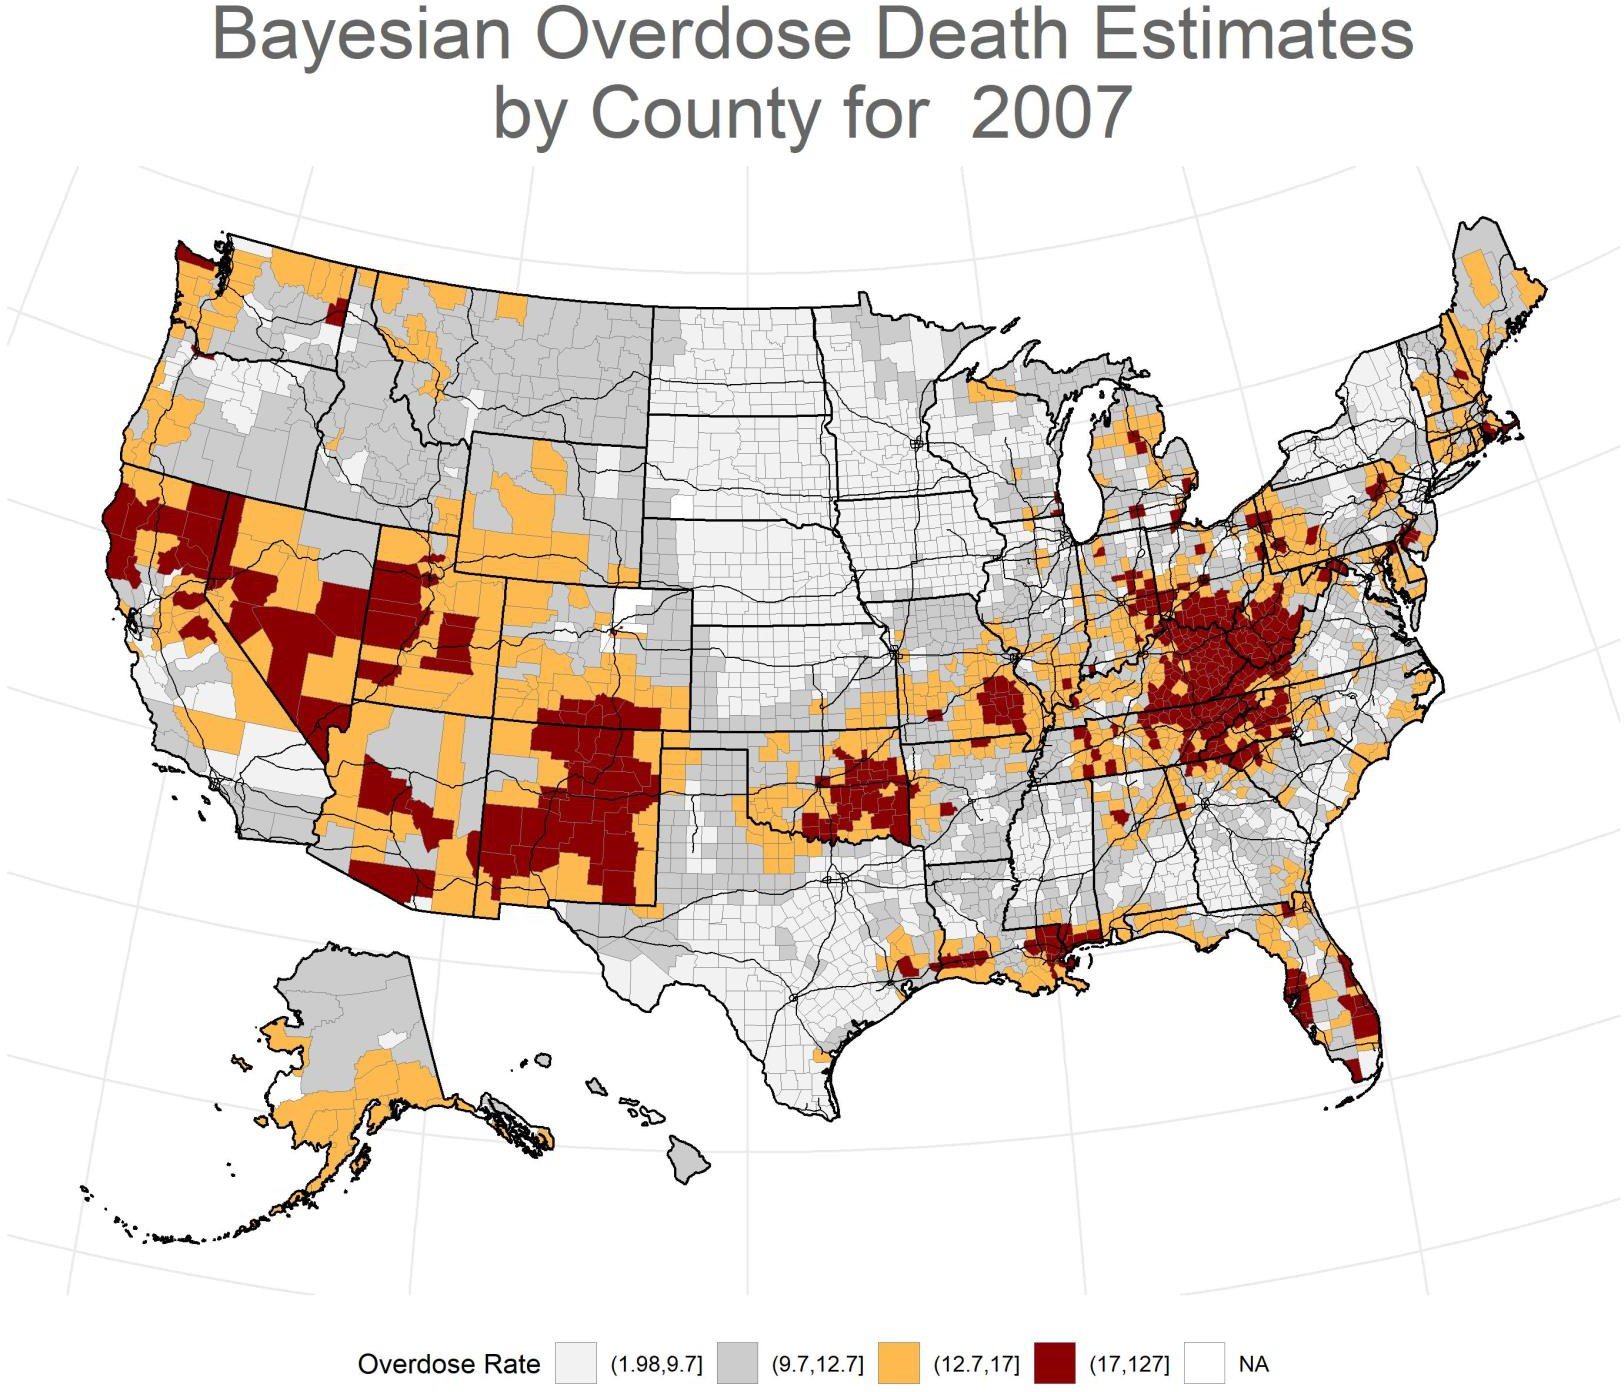 Bayesian Overdose Death Estimates
by County for 2007
Overdose Rate (1.98,9.7] (9.7,12.7] (12.7,17] (17,127] NA